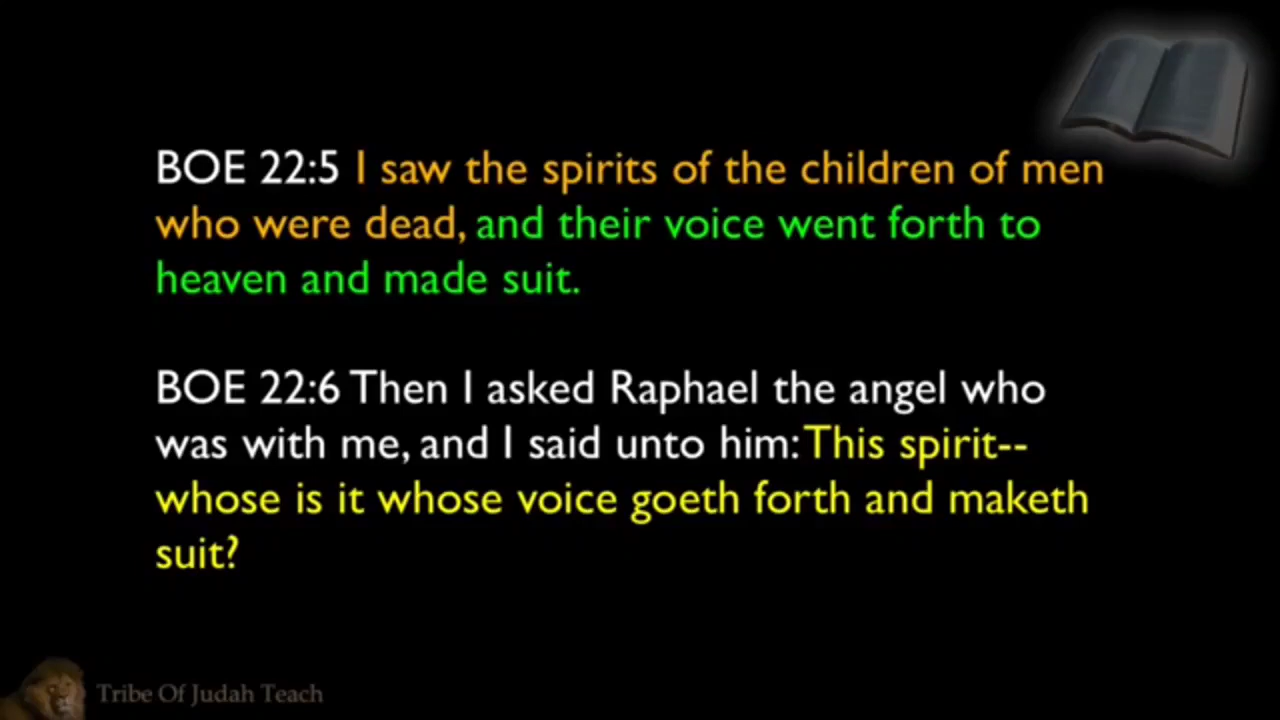 BOE 22:5 I saw the spirits of the children of men
who were dead, and their voice went forth to
heaven and made suit.
BOE 22:6 Then I asked Raphael the angel who
was with me, and I said unto him: This spirit--
whose is it whose voice goeth forth and maketh
suit?
Tribe Of Judah Teach